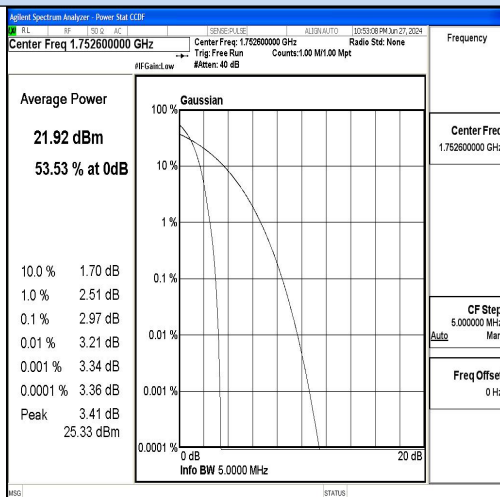 Agilent Spectrum Analyzer - Power Stat CCDF
R L RF 50 Ω AC SENSE:PULSE ALIGN AUTO 10:53:08 PM Jun 27, 2024
Center Freq 1.752600000 GHz
Center Freq: 1.752600000 GHz Radio Std: None
Trig: Free Run Counts:1.00 M/1.00 Mpt
#IFGain:Low #Atten: 40 dB
Frequency
Average Power
21.92 dBm
53.53 % at 0dB
10.0 % 1.70 dB
1.0 % 2.51 dB
0.1 % 2.97 dB
0.01 % 3.21 dB
0.001 % 3.34 dB
0.0001 % 3.36 dB
Peak 3.41 dB
25.33 dBm
Gaussian
100 %
10 %
1 %
0.1 %
0.01 %
0.001 %
0.0001 %
0 dB 20 dB
Info BW 5.0000 MHz
Center Freq
1.752600000 GHz
CF Step
5.000000 MHz
Auto Man
Freq Offset
0 Hz
MSG STATUS